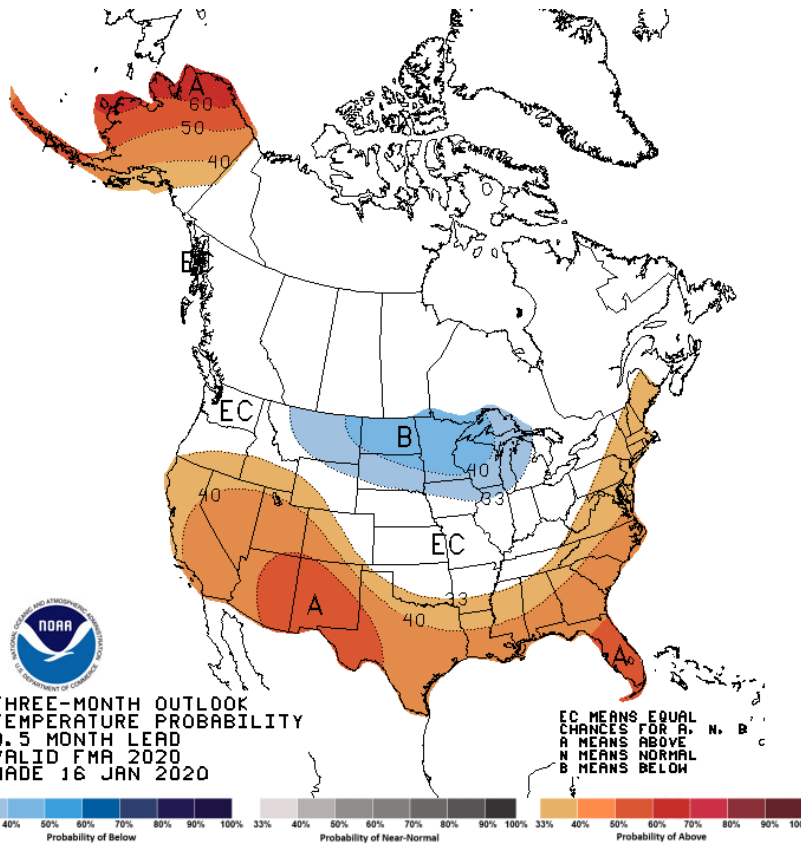 A
60
50
A
40
EC
EC
B
40
40
33
EC
A
33
40
A
NATIONAL OCEANIC AND ATMOSPHERIC ADMINISTRATION
NOAA
U.S. DEPARTMENT OF COMMERCE
THREE-MONTH OUTLOOK
TEMPERATURE PROBABILITY
0.5 MONTH LEAD
VALID FMA 2020
MADE 16 JAN 2020
EC MEANS EQUAL
CHANCES FOR A, N, B
A MEANS ABOVE
N MEANS NORMAL
B MEANS BELOW
40% 50% 60% 70% 80% 90% 100%
Probability of Below
33% 40% 50% 60% 70% 80% 90% 100%
Probability of Near-Normal
33% 40% 50% 60% 70% 80% 90% 100
Probability of Above